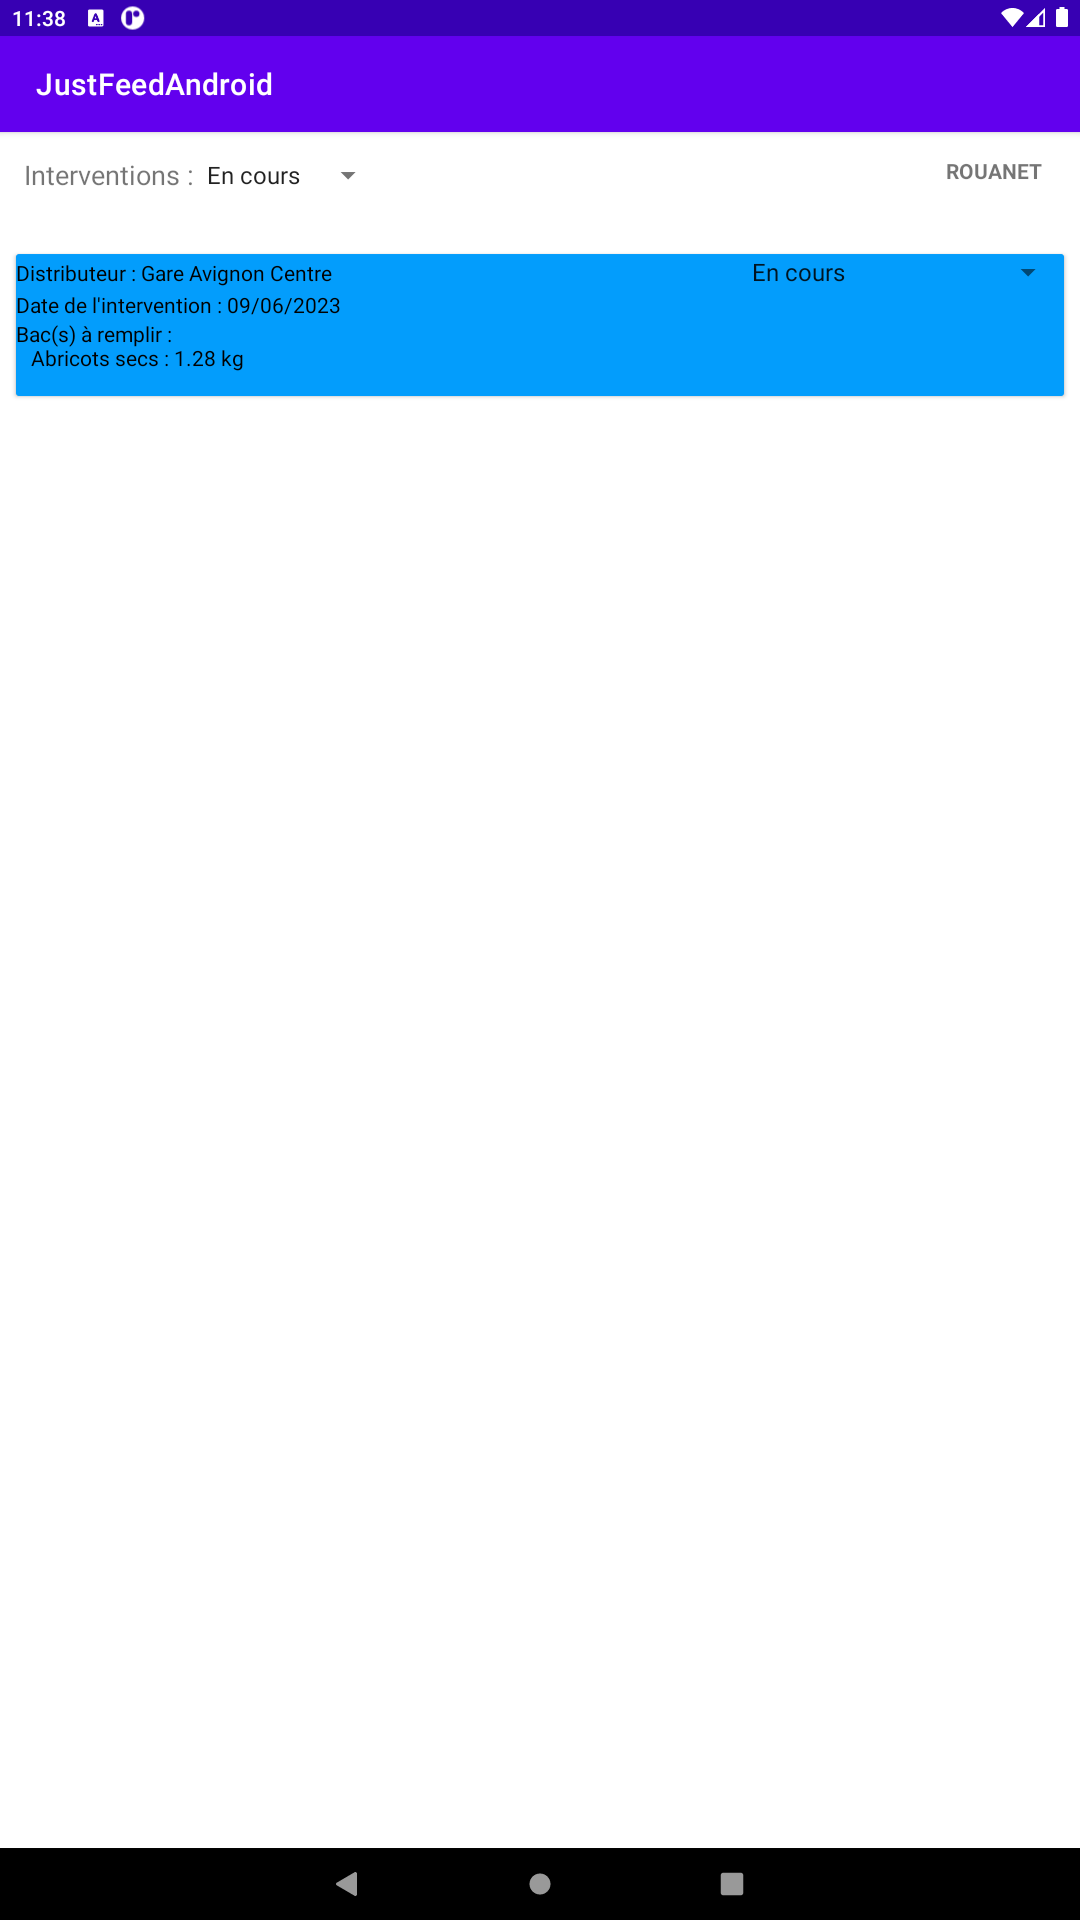 11:38
JustFeedAndroid
Interventions : En cours
ROUANET
Distributeur : Gare Avignon Centre
En cours
Date de l'intervention : 09/06/2023
Bac(s) à remplir :
Abricots secs : 1.28 kg